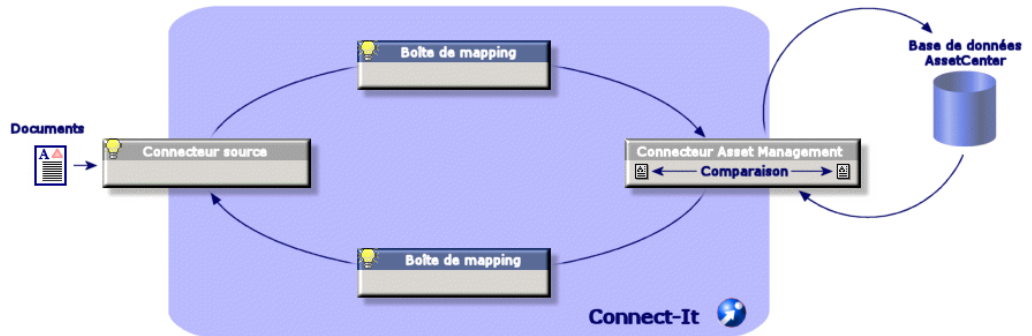 Boîte de mapping
Base de données
AssetCenter
Documents
A
Connecteur source
Connecteur Asset Management
Comparaison
Boîte de mapping
Connect-It